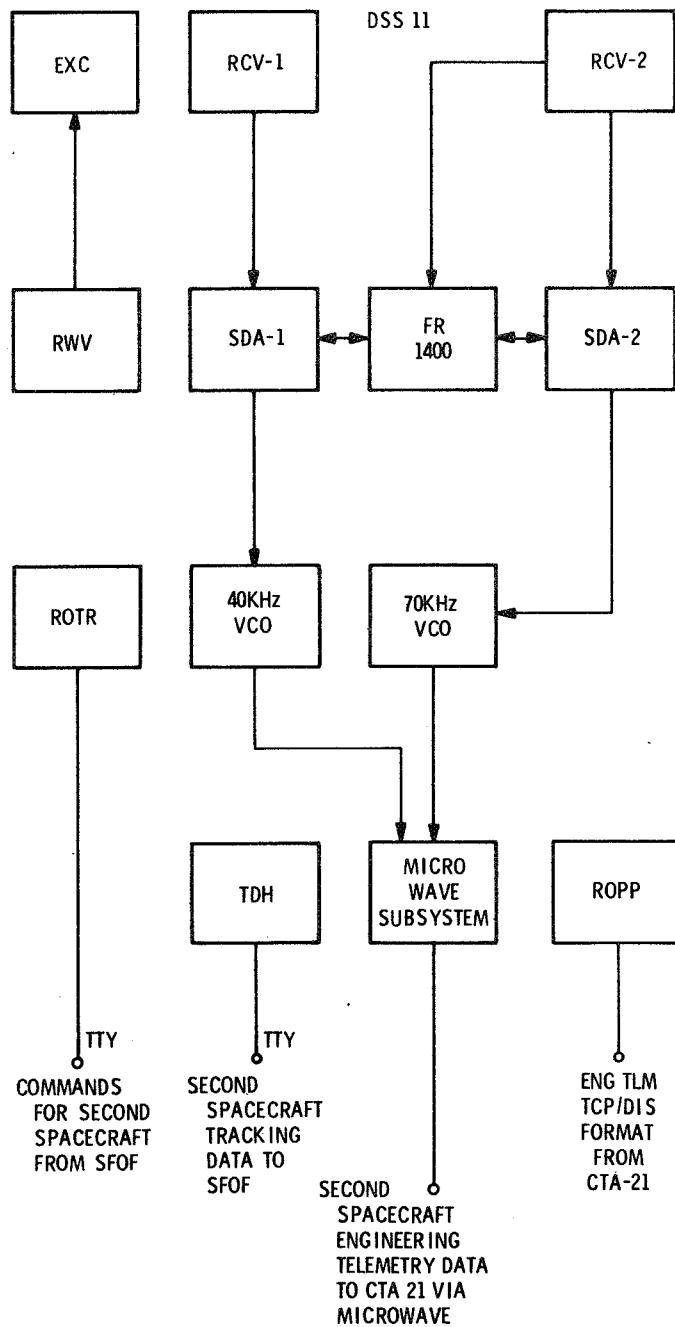 DSS 11
EXC
RCV-1
RCV-2
RWV
SDA-1
FR
1400
SDA-2
ROTR
40KHz
VCO
70KHz
VCO
TDH
MICRO
WAVE
SUBSYSTEM
ROPP
TTY
COMMANDS
FOR SECOND
SPACECRAFT
FROM SFOF
TTY
SECOND
SPACECRAFT
TRACKING
DATA TO
SFOF
SECOND
SPACECRAFT
ENGINEERING
TELEMETRY DATA
TO CTA 21 VIA
MICROWAVE
ENG TLM
TCP/DIS
FORMAT
FROM
CTA-21